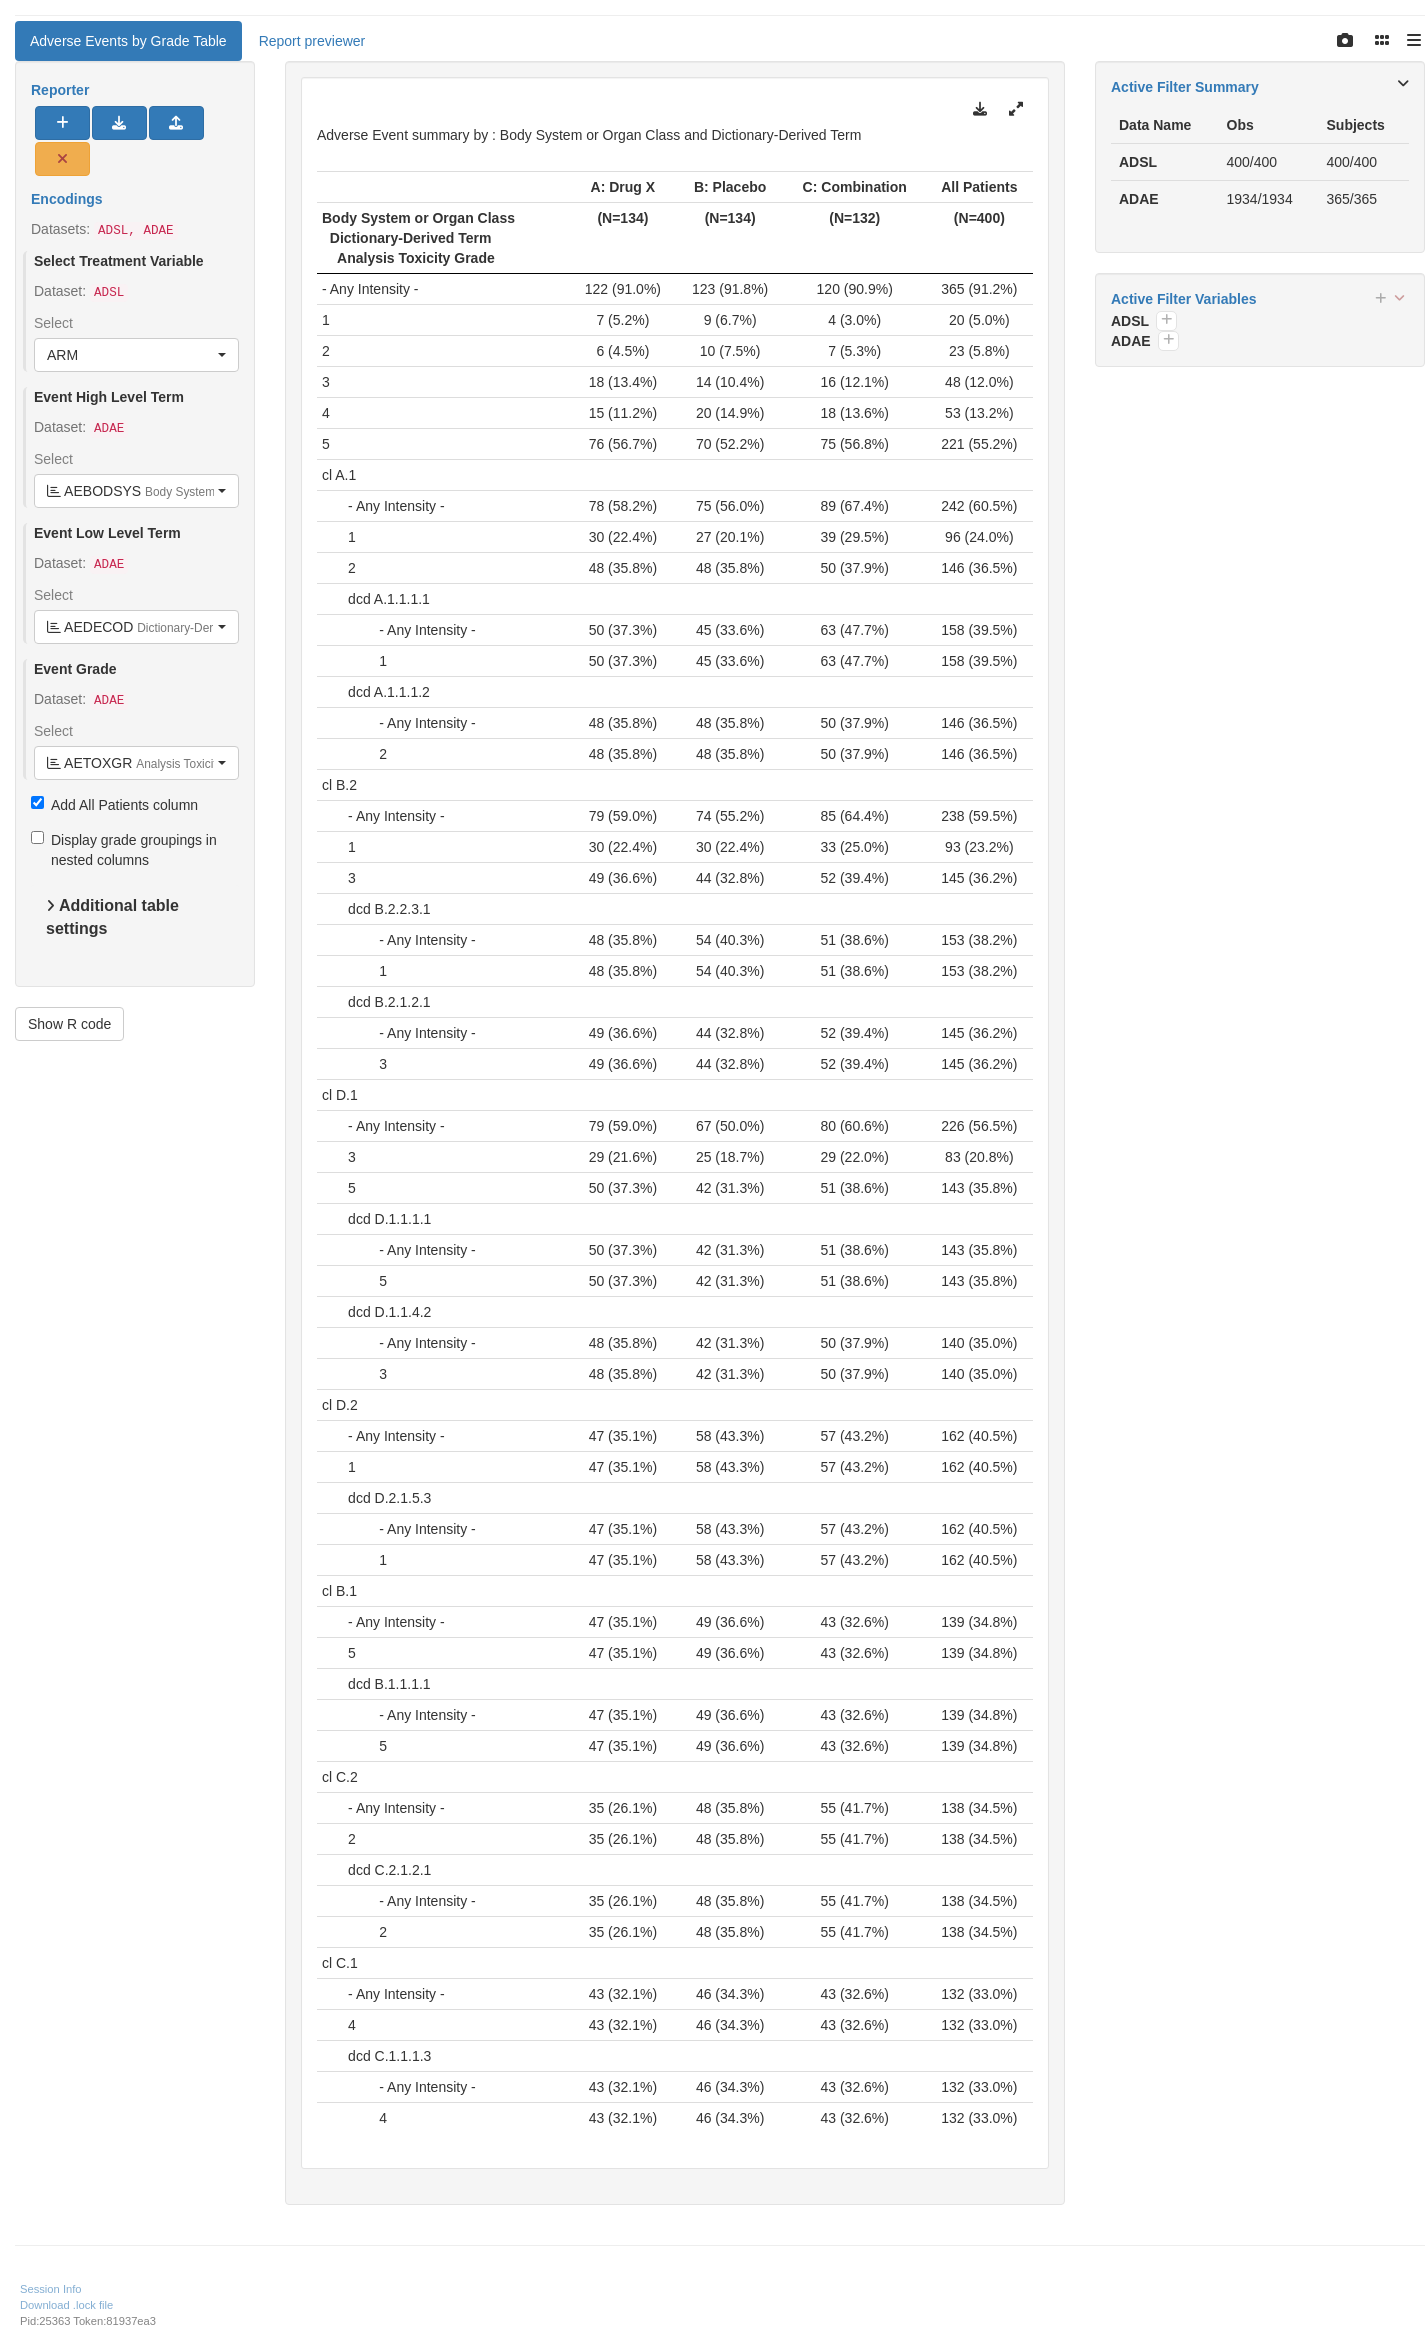 Adverse Events by Grade Table Report previewer
Reporter
Encodings
Datasets: ADSL, ADAE
Select Treatment Variable
Dataset: ADSL
Select
ARM
Event High Level Term
Dataset: ADAE
Select
AEBODSYS Body System
Event Low Level Term
Dataset: ADAE
Select
AEDECOD Dictionary-Der
Event Grade
Dataset: ADAE
Select
AETOXGR Analysis Toxici
Add All Patients column
Display grade groupings in
nested columns
Additional table
settings
Show R code
Adverse Event summary by : Body System or Organ Class and Dictionary-Derived Term
A: Drug X B: Placebo C: Combination All Patients
Body System or Organ Class (N=134) (N=134) (N=132) (N=400)
Dictionary-Derived Term
Analysis Toxicity Grade
- Any Intensity - 122 (91.0%) 123 (91.8%) 120 (90.9%) 365 (91.2%)
1 7 (5.2%) 9 (6.7%) 4 (3.0%) 20 (5.0%)
2 6 (4.5%) 10 (7.5%) 7 (5.3%) 23 (5.8%)
3 18 (13.4%) 14 (10.4%) 16 (12.1%) 48 (12.0%)
4 15 (11.2%) 20 (14.9%) 18 (13.6%) 53 (13.2%)
5 76 (56.7%) 70 (52.2%) 75 (56.8%) 221 (55.2%)
cl A.1
- Any Intensity - 78 (58.2%) 75 (56.0%) 89 (67.4%) 242 (60.5%)
1 30 (22.4%) 27 (20.1%) 39 (29.5%) 96 (24.0%)
2 48 (35.8%) 48 (35.8%) 50 (37.9%) 146 (36.5%)
dcd A.1.1.1.1
- Any Intensity - 50 (37.3%) 45 (33.6%) 63 (47.7%) 158 (39.5%)
1 50 (37.3%) 45 (33.6%) 63 (47.7%) 158 (39.5%)
dcd A.1.1.1.2
- Any Intensity - 48 (35.8%) 48 (35.8%) 50 (37.9%) 146 (36.5%)
2 48 (35.8%) 48 (35.8%) 50 (37.9%) 146 (36.5%)
cl B.2
- Any Intensity - 79 (59.0%) 74 (55.2%) 85 (64.4%) 238 (59.5%)
1 30 (22.4%) 30 (22.4%) 33 (25.0%) 93 (23.2%)
3 49 (36.6%) 44 (32.8%) 52 (39.4%) 145 (36.2%)
dcd B.2.2.3.1
- Any Intensity - 48 (35.8%) 54 (40.3%) 51 (38.6%) 153 (38.2%)
1 48 (35.8%) 54 (40.3%) 51 (38.6%) 153 (38.2%)
dcd B.2.1.2.1
- Any Intensity - 49 (36.6%) 44 (32.8%) 52 (39.4%) 145 (36.2%)
3 49 (36.6%) 44 (32.8%) 52 (39.4%) 145 (36.2%)
cl D.1
- Any Intensity - 79 (59.0%) 67 (50.0%) 80 (60.6%) 226 (56.5%)
3 29 (21.6%) 25 (18.7%) 29 (22.0%) 83 (20.8%)
5 50 (37.3%) 42 (31.3%) 51 (38.6%) 143 (35.8%)
dcd D.1.1.1.1
- Any Intensity - 50 (37.3%) 42 (31.3%) 51 (38.6%) 143 (35.8%)
5 50 (37.3%) 42 (31.3%) 51 (38.6%) 143 (35.8%)
dcd D.1.1.4.2
- Any Intensity - 48 (35.8%) 42 (31.3%) 50 (37.9%) 140 (35.0%)
3 48 (35.8%) 42 (31.3%) 50 (37.9%) 140 (35.0%)
cl D.2
- Any Intensity - 47 (35.1%) 58 (43.3%) 57 (43.2%) 162 (40.5%)
1 47 (35.1%) 58 (43.3%) 57 (43.2%) 162 (40.5%)
dcd D.2.1.5.3
- Any Intensity - 47 (35.1%) 58 (43.3%) 57 (43.2%) 162 (40.5%)
1 47 (35.1%) 58 (43.3%) 57 (43.2%) 162 (40.5%)
cl B.1
- Any Intensity - 47 (35.1%) 49 (36.6%) 43 (32.6%) 139 (34.8%)
5 47 (35.1%) 49 (36.6%) 43 (32.6%) 139 (34.8%)
dcd B.1.1.1.1
- Any Intensity - 47 (35.1%) 49 (36.6%) 43 (32.6%) 139 (34.8%)
5 47 (35.1%) 49 (36.6%) 43 (32.6%) 139 (34.8%)
cl C.2
- Any Intensity - 35 (26.1%) 48 (35.8%) 55 (41.7%) 138 (34.5%)
2 35 (26.1%) 48 (35.8%) 55 (41.7%) 138 (34.5%)
dcd C.2.1.2.1
- Any Intensity - 35 (26.1%) 48 (35.8%) 55 (41.7%) 138 (34.5%)
2 35 (26.1%) 48 (35.8%) 55 (41.7%) 138 (34.5%)
cl C.1
- Any Intensity - 43 (32.1%) 46 (34.3%) 43 (32.6%) 132 (33.0%)
4 43 (32.1%) 46 (34.3%) 43 (32.6%) 132 (33.0%)
dcd C.1.1.1.3
- Any Intensity - 43 (32.1%) 46 (34.3%) 43 (32.6%) 132 (33.0%)
4 43 (32.1%) 46 (34.3%) 43 (32.6%) 132 (33.0%)
Active Filter Summary
Data Name Obs Subjects
ADSL 400/400 400/400
ADAE 1934/1934 365/365
Active Filter Variables
ADSL
ADAE
Session Info
Download .lock file
Pid:25363 Token:81937ea3